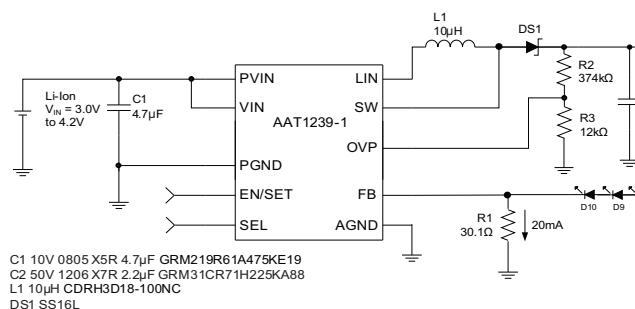 L1
10μH
DS1
R2
374kΩ
R3
12kΩ
PVIN
LIN
VIN
SW
AAT1239-1
OVP
PGND
EN/SET
FB
SEL
AGND
Li-Ion
VIN = 3.0V
to 4.2V
C1
4.7μF
R1
30.1Ω
20mA
D10
D9
C1 10V 0805 X5R 4.7μF GRM219R61A475KE19
C2 50V 1206 X7R 2.2μF GRM31CR71H225KA88
L1 10μH CDRH3D18-100NC
DS1 SS16L